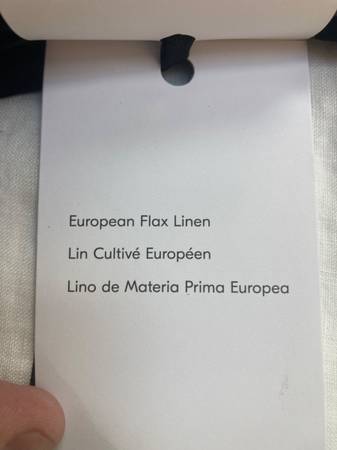 European Flax Linen
Lin Cultivé Européen
Lino de Materia Prima Europea